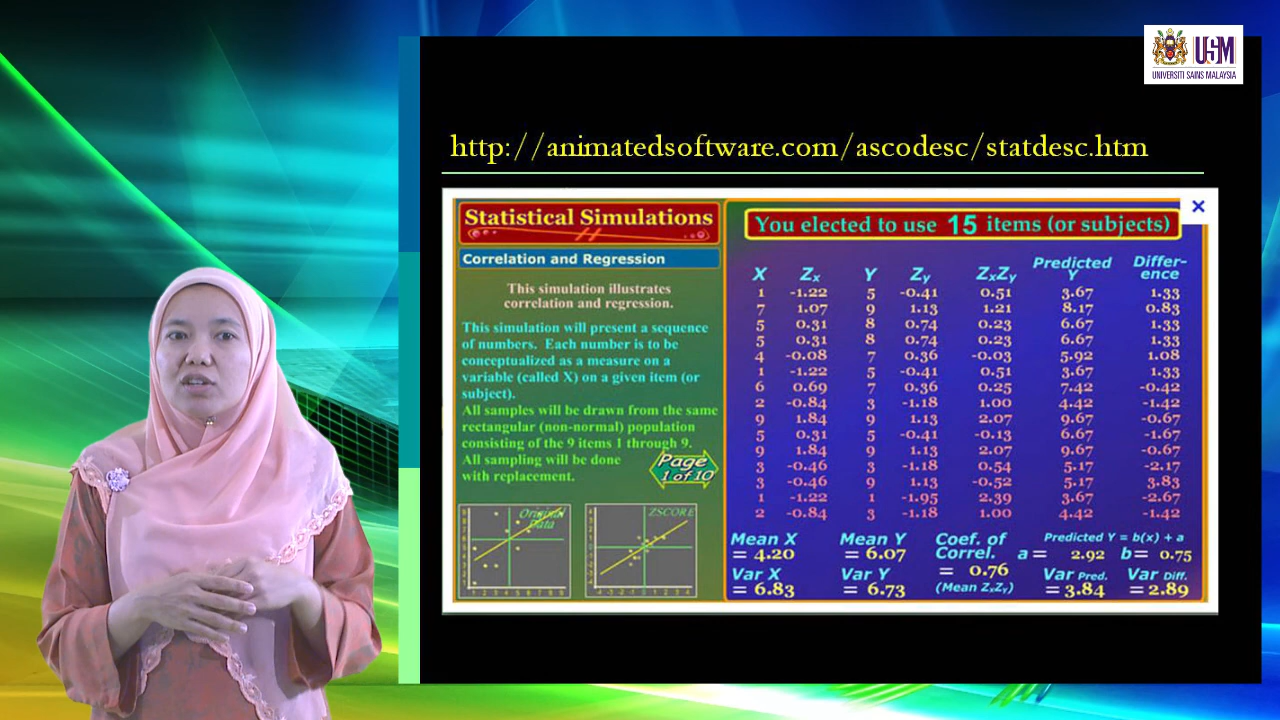 USM
UNIVERSITI SAINS MALAYSIA
http://animatedsoftware.com/ascodesc/statdesc.htm
Statistical Simulations
Correlation and Regression
This simulation illustrates
correlation and regression.
This simulation will present a sequence
of numbers. Each number is to be
conceptualized as a measure on a
variable (called X) on a given item (or
subject).
All samples will be drawn from the same
rectangular (non-normal) population
consisting of the 9 items 1 through 9.
All sampling will be done
with replacement.
Page
1 of 10
Original
Data
ZSCORE
You elected to use 15 items (or subjects)
X Zx Y Zy ZxZy Predicted Y Differ-ence
1 -1.22 5 -0.41 0.51 3.67 1.33
7 1.07 9 1.13 1.21 8.17 0.83
5 0.31 8 0.74 0.23 6.67 1.33
5 0.31 8 0.74 0.23 6.67 1.33
4 -0.08 7 0.36 -0.03 5.92 1.08
1 -1.22 5 -0.41 0.51 3.67 1.33
6 0.69 7 0.36 0.25 7.42 -0.42
2 -0.84 3 -1.18 1.00 4.42 -1.42
9 1.84 9 1.13 2.07 9.67 -0.67
5 0.31 5 -0.41 -0.13 6.67 -1.67
9 1.84 9 1.13 2.07 9.67 -0.67
3 -0.46 3 -1.18 0.54 5.17 -2.17
3 -0.46 9 1.13 -0.52 5.17 3.83
1 -1.22 1 -1.95 2.39 3.67 -2.67
2 -0.84 3 -1.18 1.00 4.42 -1.42
Mean X
= 4.20
Var X
= 6.83
Mean Y
= 6.07
Var Y
= 6.73
Coef. of
Correl.
= 0.76
(Mean ZxZy)
Predicted Y = b(x) + a
a= 2.92 b= 0.75
Var Pred.
=3.84
Var Diff.
=2.89